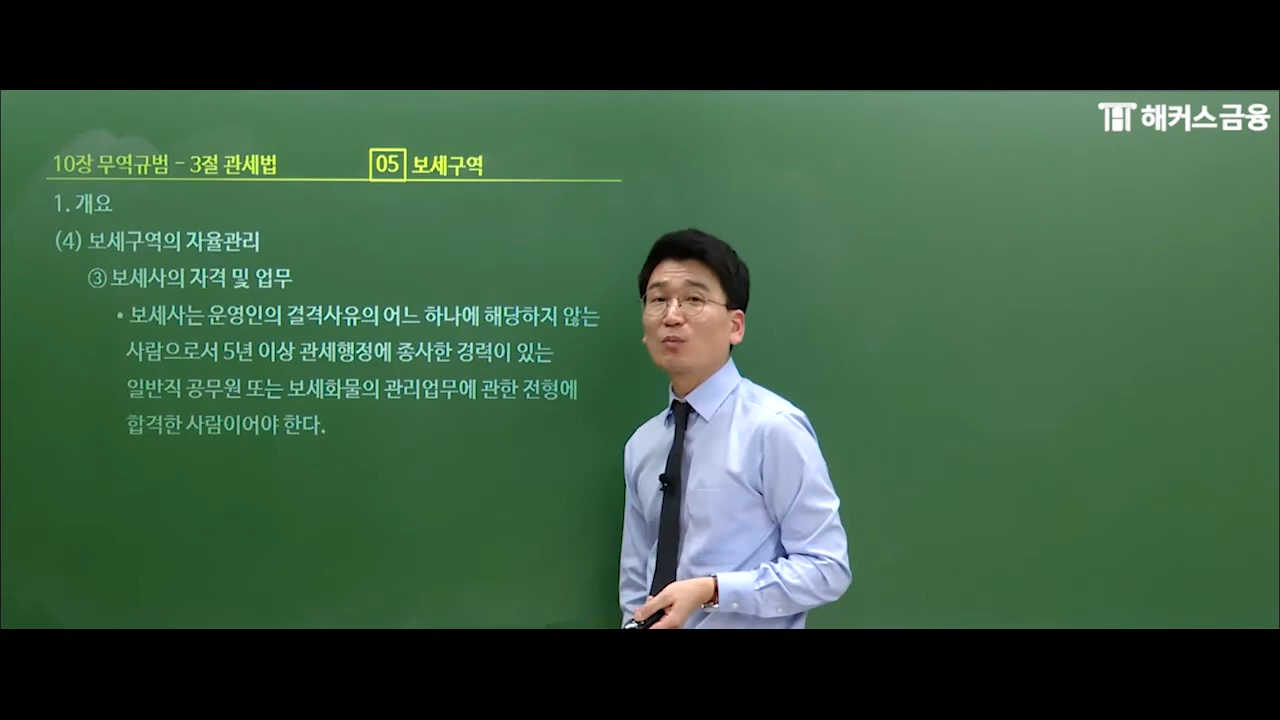 해커스금융
10장 무역규범 - 3절 관세법
05 보세구역
1. 개요
(4) 보세구역의 자율관리
③ 보세사의 자격 및 업무
• 보세사는 운영인의 결격사유의 어느 하나에 해당하지 않는
사람으로서 5년 이상 관세행정에 종사한 경력이 있는
일반직 공무원 또는 보세화물의 관리업무에 관한 전형에
합격한 사람이어야 한다.